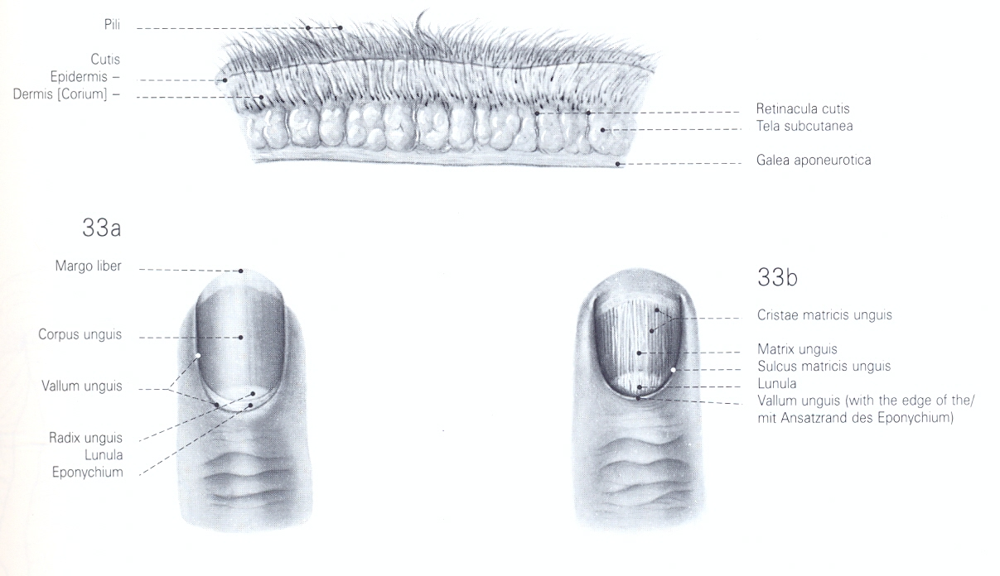 Pili
Cutis
Epidermis –
Dermis [Corium] –
Retinacula cutis
Tela subcutanea
Galea aponeurotica
33a
Margo liber
Corpus unguis
Vallum unguis
Radix unguis
Lunula
Eponychium
33b
Cristae matricis unguis
Matrix unguis
Sulcus matricis unguis
Lunula
Vallum unguis (with the edge of the/
mit Ansatzrand des Eponychium)